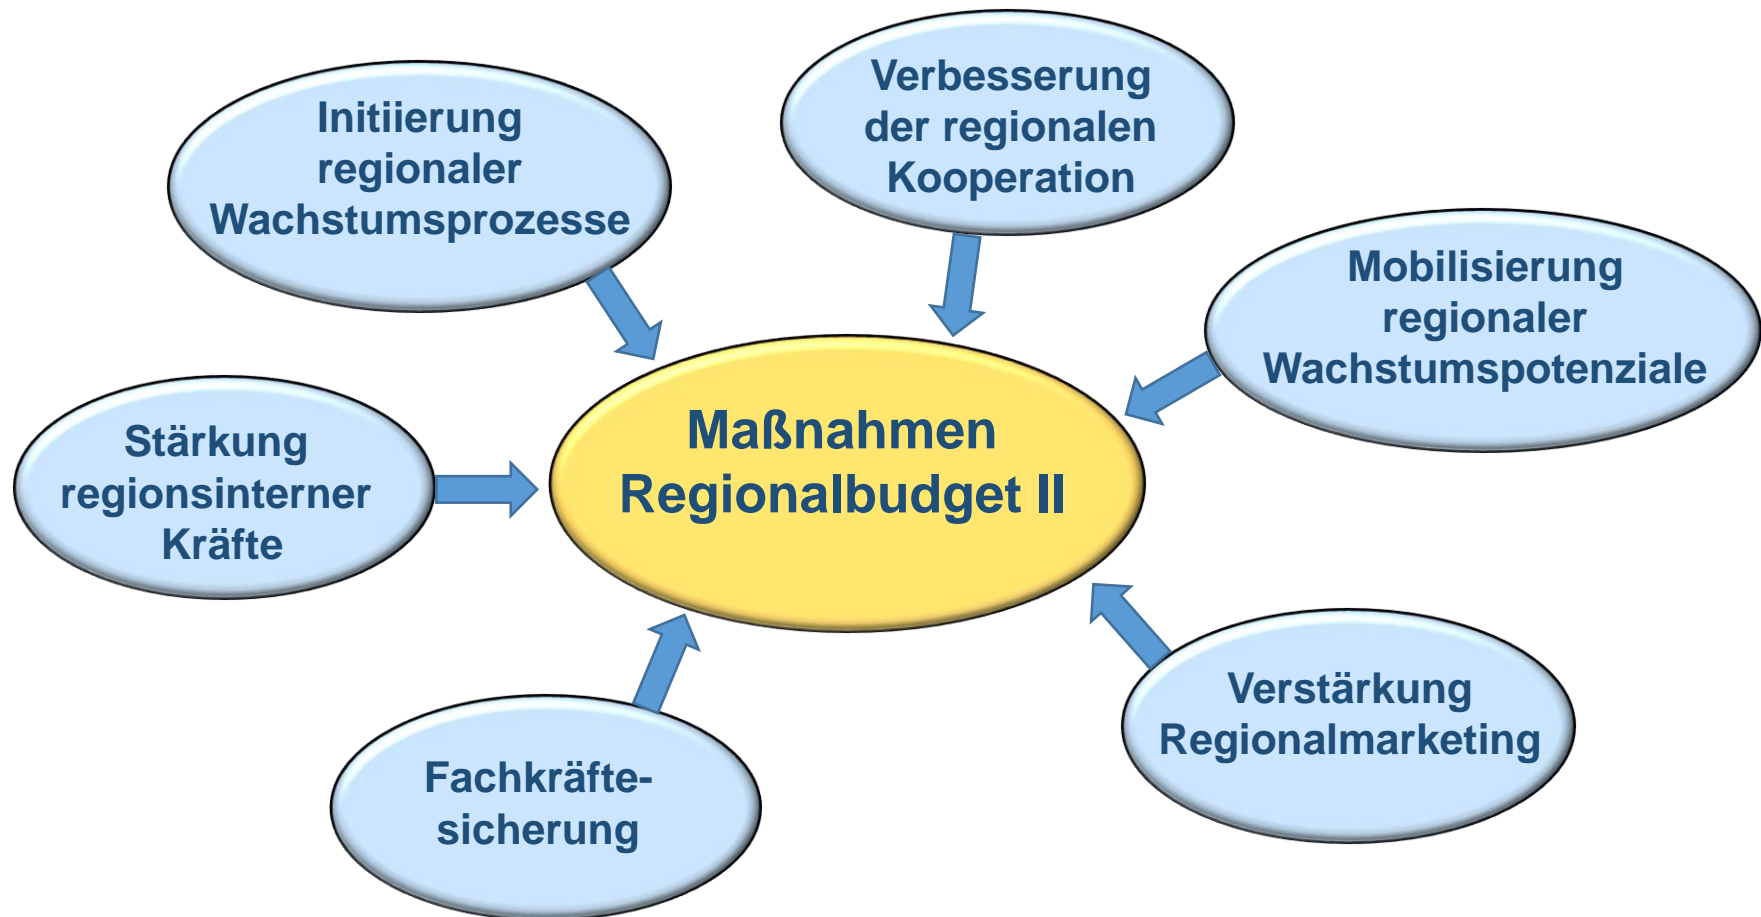 Initiierung
regionaler
Wachstumsprozesse
Verbesserung
der regionalen
Kooperation
Mobilisierung
regionaler
Wachstumspotenziale
Stärkung
regionsinterner
Kräfte
Maßnahmen
Regionalbudget II
Fachkräfte-
sicherung
Verstärkung
Regionalmarketing